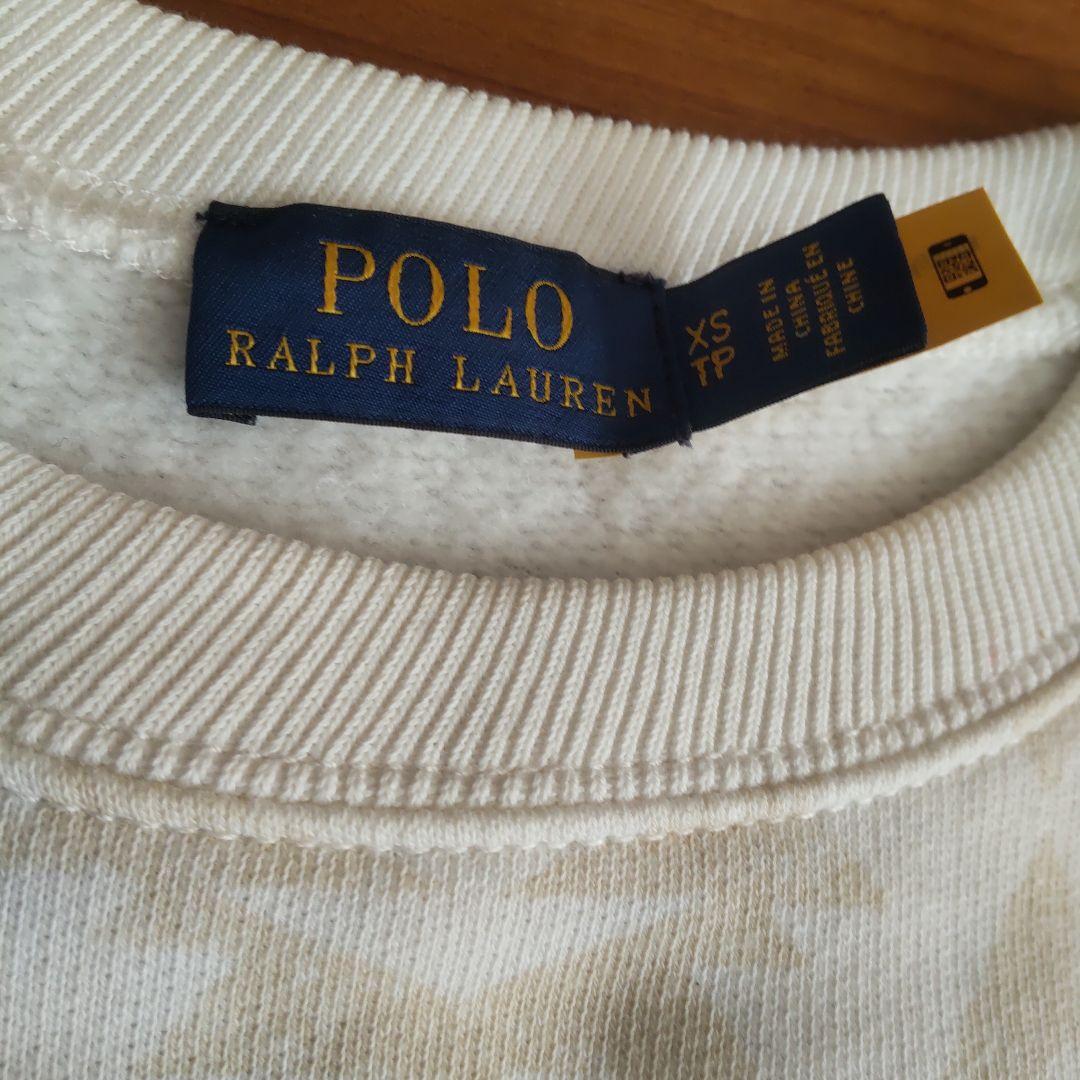 POLO
RALPH LAUREN
XS
TP
MADE IN
CHINA
FABRIQUÉ EN
CHINE